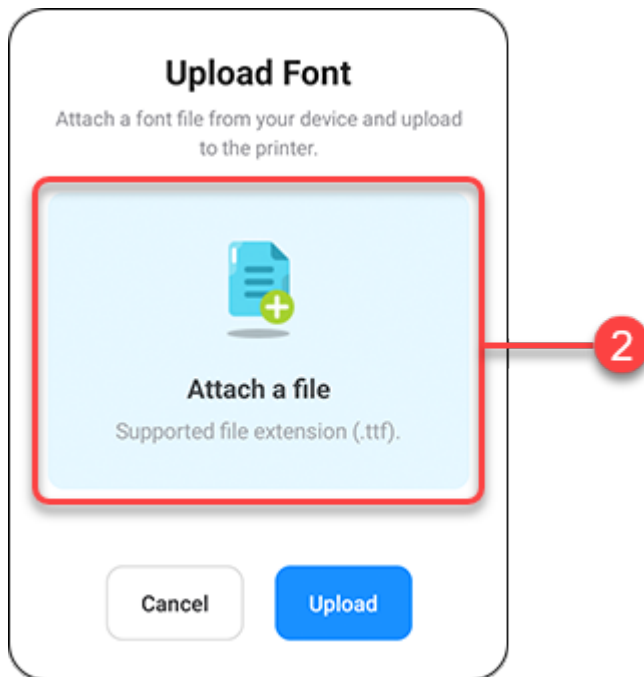 Upload Font
Attach a font file from your device and upload
to the printer.
2
Attach a file
Supported file extension (.ttf).
Cancel
Upload